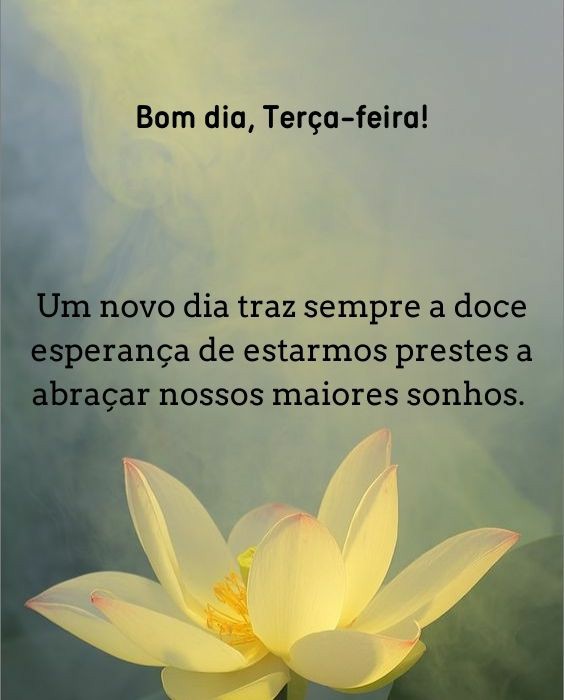 Bom dia, Terça-feira!
Um novo dia traz sempre a doce
esperança de estarmos prestes a
abraçar nossos maiores sonhos.